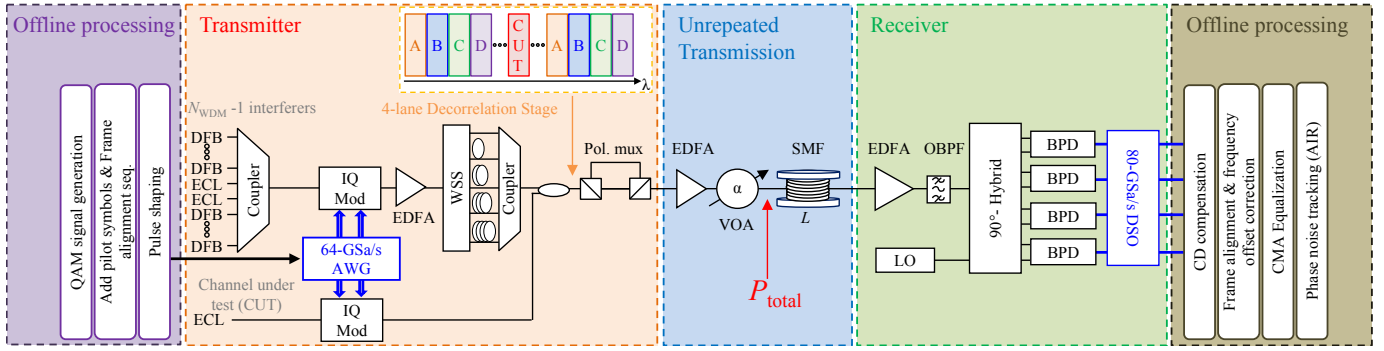 Offline processing
QAM signal generation
Add pilot symbols & Frame
alignment seq.
Pulse shaping
Transmitter
A B C D
C
U
T
A B C D
λ
4-lane Decorrelation Stage
N_WDM -1 interferers
DFB
DFB
ECL
ECL
DFB
DFB
Coupler
IQ
Mod
EDFA
WSS
Coupler
Pol. mux
64-GSa/s
AWG
Channel under
test (CUT)
ECL
IQ
Mod
Unrepeated
Transmission
EDFA
α
VOA
SMF
L
P_total
Receiver
EDFA
OBPF
LO
90°- Hybrid
BPD
BPD
BPD
BPD
80-GSa/s DSO
Offline processing
CD compensation
Frame alignment & frequency
offset correction
CMA Equalization
Phase noise tracking (AIR)